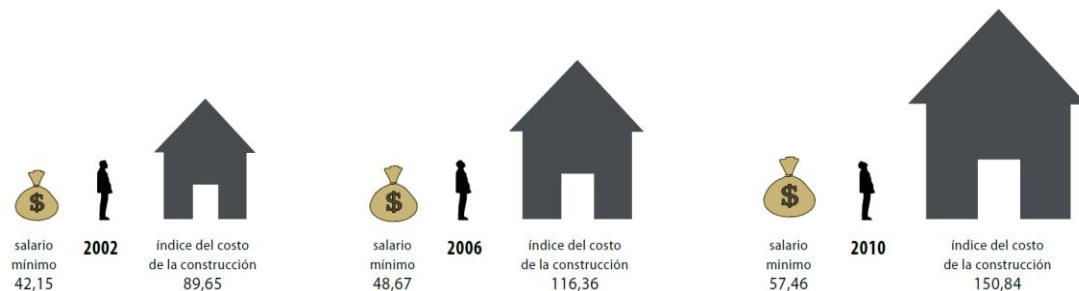 $
salario
mínimo
42,15
2002
índice del costo
de la construcción
89,65
$
salario
mínimo
48,67
2006
índice del costo
de la construcción
116,36
$
salario
minimo
57,46
2010
índice del costo
de la construcción
150,84